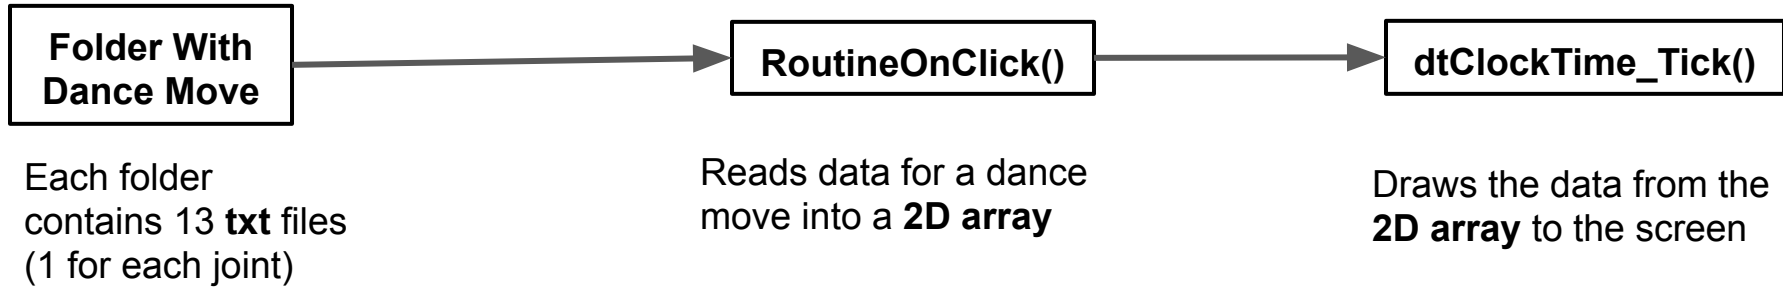 Folder With
Dance Move
RoutineOnClick()
dtClockTime_Tick()
Each folder
contains 13 txt files
(1 for each joint)
Reads data for a dance
move into a 2D array
Draws the data from the
2D array to the screen